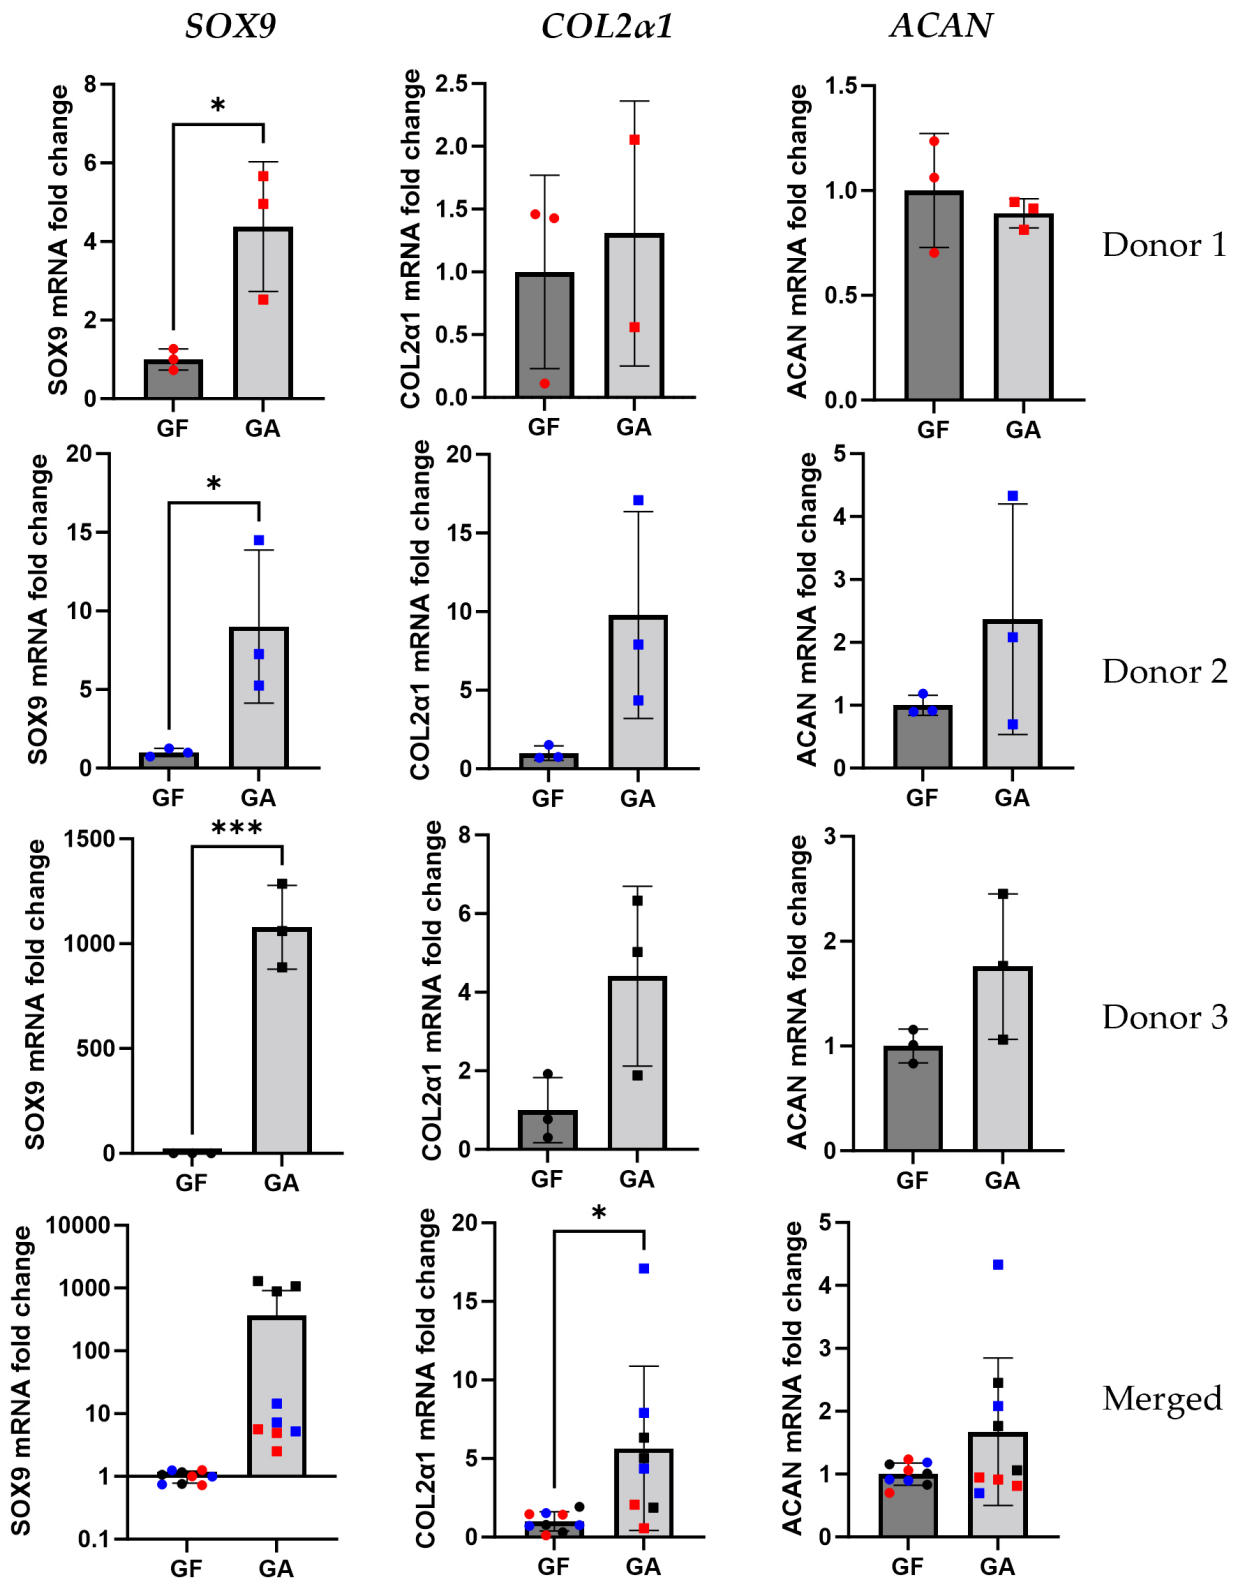 SOX9 COL2α1 ACAN
SOX9 mRNA fold change
8
6
4
2
0
*
GF GA
COL2α1 mRNA fold change
2.5
2.0
1.5
1.0
0.5
0.0
GF GA
ACAN mRNA fold change
1.5
1.0
0.5
0.0
GF GA
Donor 1
SOX9 mRNA fold change
20
15
10
5
0
*
GF GA
COL2α1 mRNA fold change
20
15
10
5
0
GF GA
ACAN mRNA fold change
5
4
3
2
1
0
GF GA
Donor 2
SOX9 mRNA fold change
1500
1000
500
0
***
GF GA
COL2α1 mRNA fold change
8
6
4
2
0
GF GA
ACAN mRNA fold change
3
2
1
0
GF GA
Donor 3
SOX9 mRNA fold change
10000
1000
100
10
1
0.1
GF GA
COL2α1 mRNA fold change
20
15
10
5
0
*
GF GA
ACAN mRNA fold change
5
4
3
2
1
0
GF GA
Merged